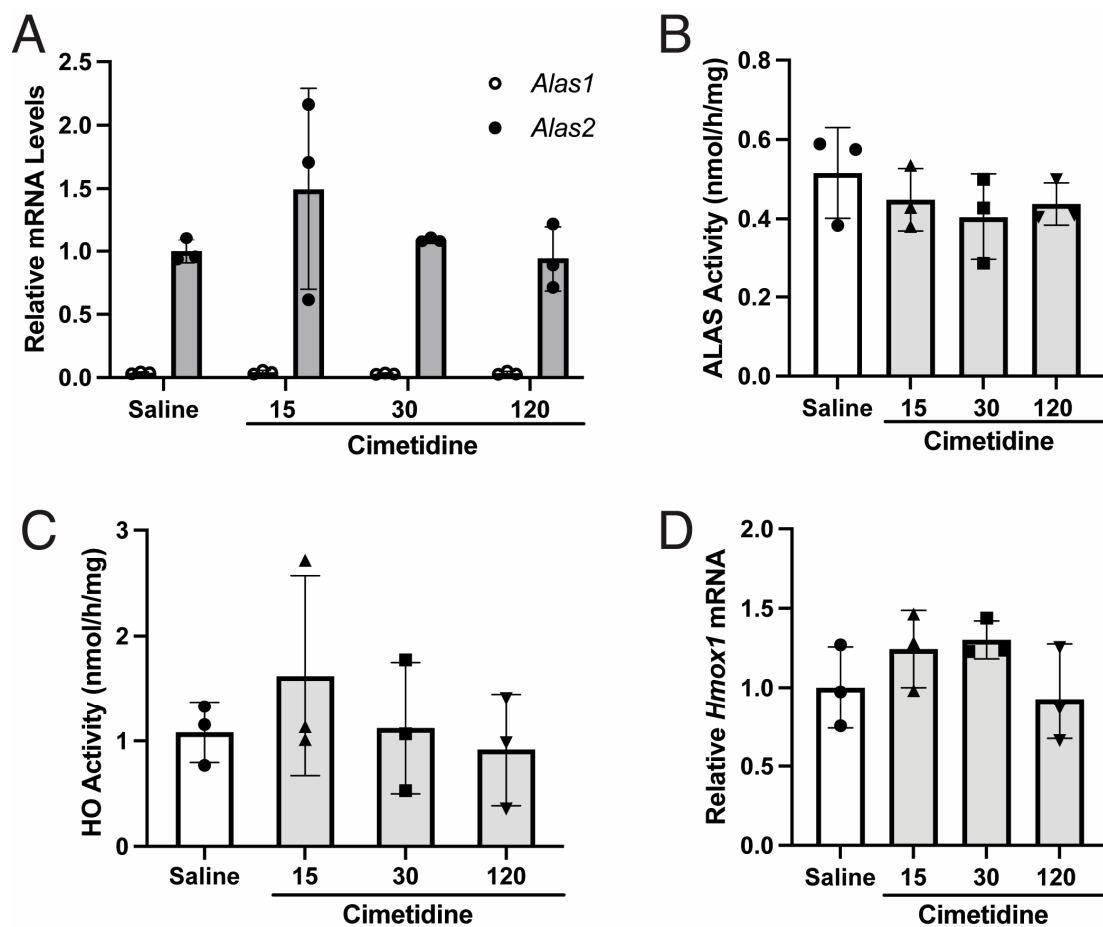 A
Relative mRNA Levels
2.5
2.0
1.5
1.0
0.5
0.0
Alas1
Alas2
Saline 15 30 120
Cimetidine
B
ALAS Activity (nmol/h/mg)
0.8
0.6
0.4
0.2
0.0
Saline 15 30 120
Cimetidine
C
HO Activity (nmol/h/mg)
3
2
1
0
Saline 15 30 120
Cimetidine
D
Relative Hmox1 mRNA
2.0
1.5
1.0
0.5
0.0
Saline 15 30 120
Cimetidine